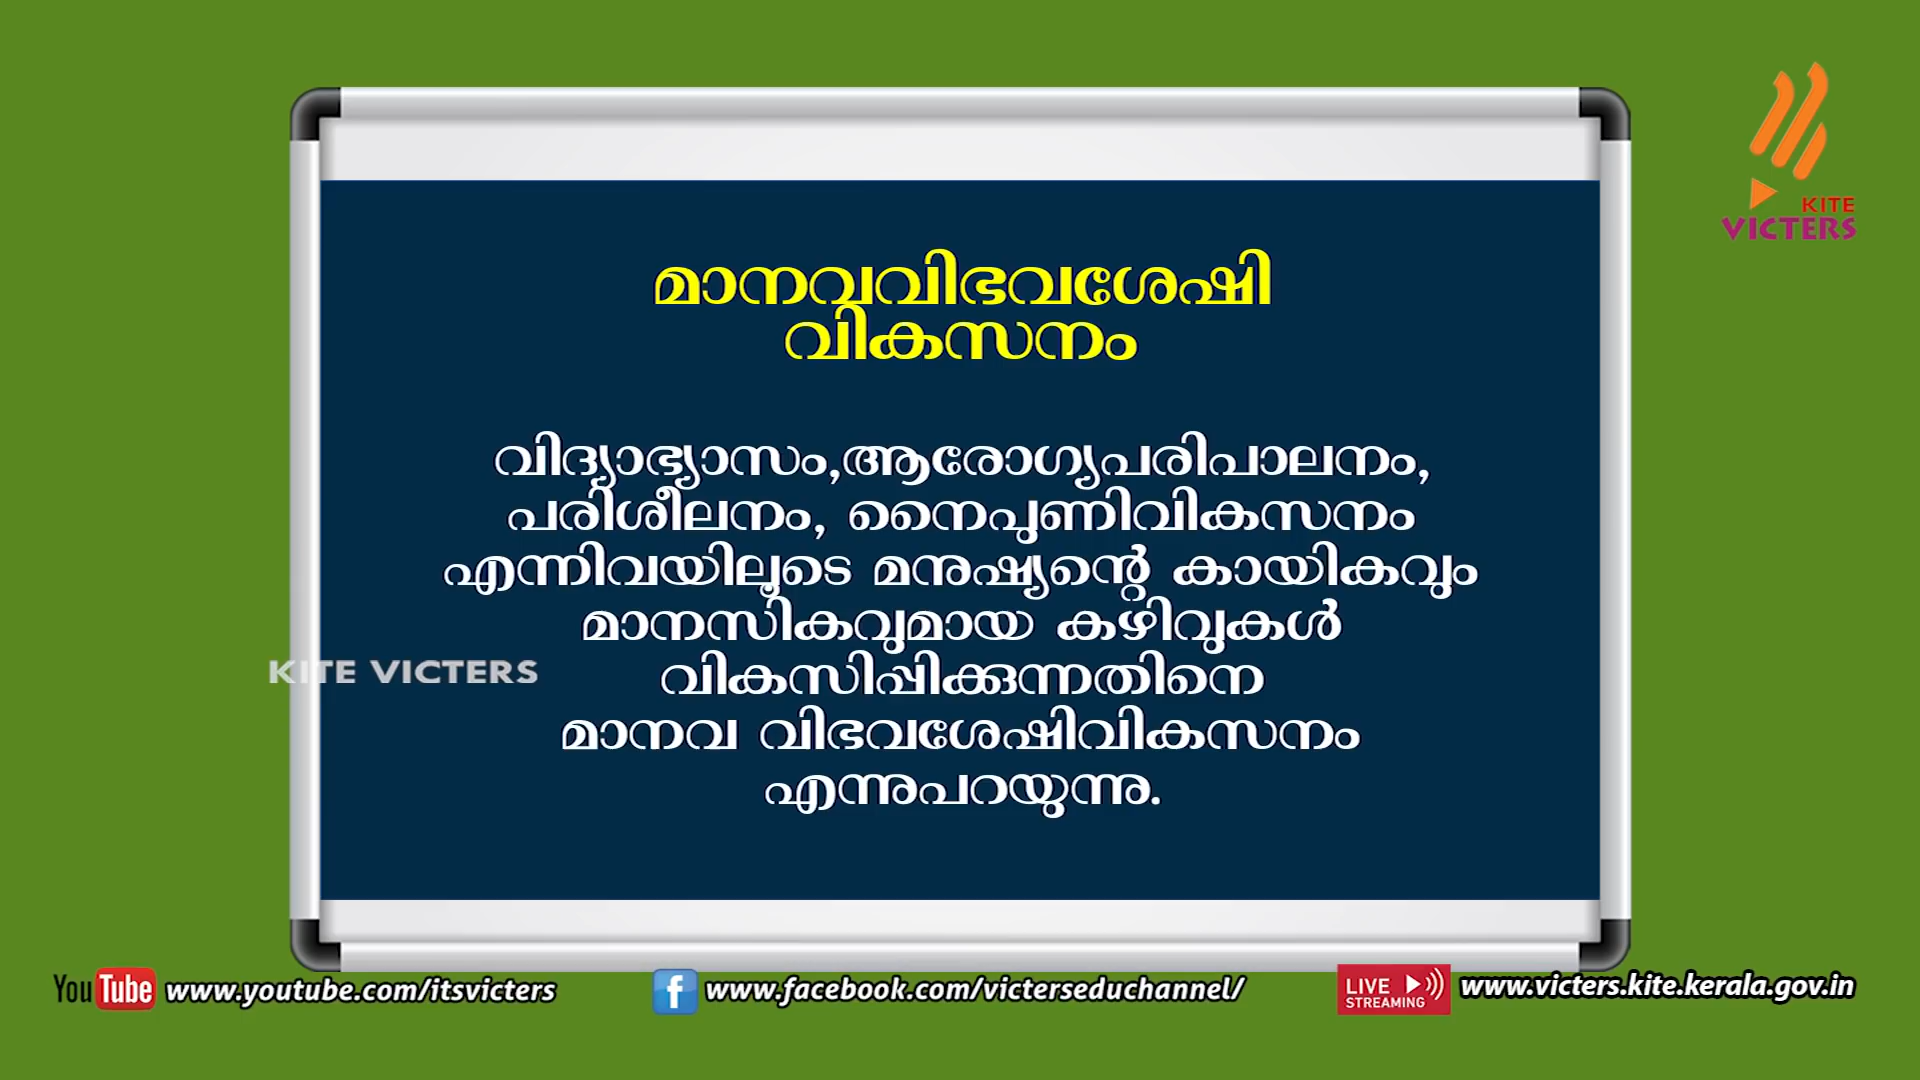 KITE
VICTERS
മാനവവിഭവശേഷി
വികസനം
വിദ്യാഭ്യാസം,ആരോഗ്യപരിപാലനം,
പരിശീലനം, നൈപുണിവികസനം
എന്നിവയിലൂടെ മനുഷ്യന്റെ കായികവും
മാനസികവുമായ കഴിവുകൾ
വികസിപ്പിക്കുന്നതിനെ
മാനവ വിഭവശേഷിവികസനം
എന്നുപറയുന്നു.
KITE VICTERS
YouTube www.youtube.com/itsvicters
f www.facebook.com/victerseduchannel/
LIVE STREAMING www.victers.kite.kerala.gov.in